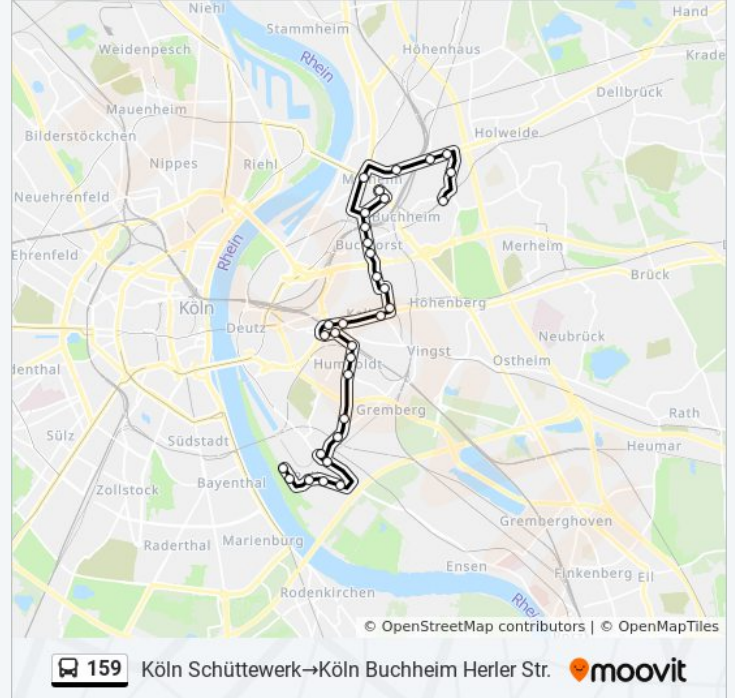 Niehl
Stammheim
Hand
Weidenpesch
Rhein
Höhenhaus
Krade
Dellbrück
Mauenheim
Bilderstöckchen
Holweide
Nippes
Riehl
Neuehrenfeld
Buchheim
Rhein
Merheim
Ehrenfeld
Brück
Köln
Höhenberg
Deutz
Neubrück
Vingst
Ostheim
Humboldt
denthal
Gremberg
Rath
Sülz
Südstadt
Heumar
Zollstock
Bayenthal
Gremberghoven
Raderthal
Marienburg
Ensen
Finkenberg
Eil
Rodenkirchen
Rhe
© OpenStreetMap contributors | © OpenMapTiles
159 Köln Schüttewerk→Köln Buchheim Herler Str. moovit